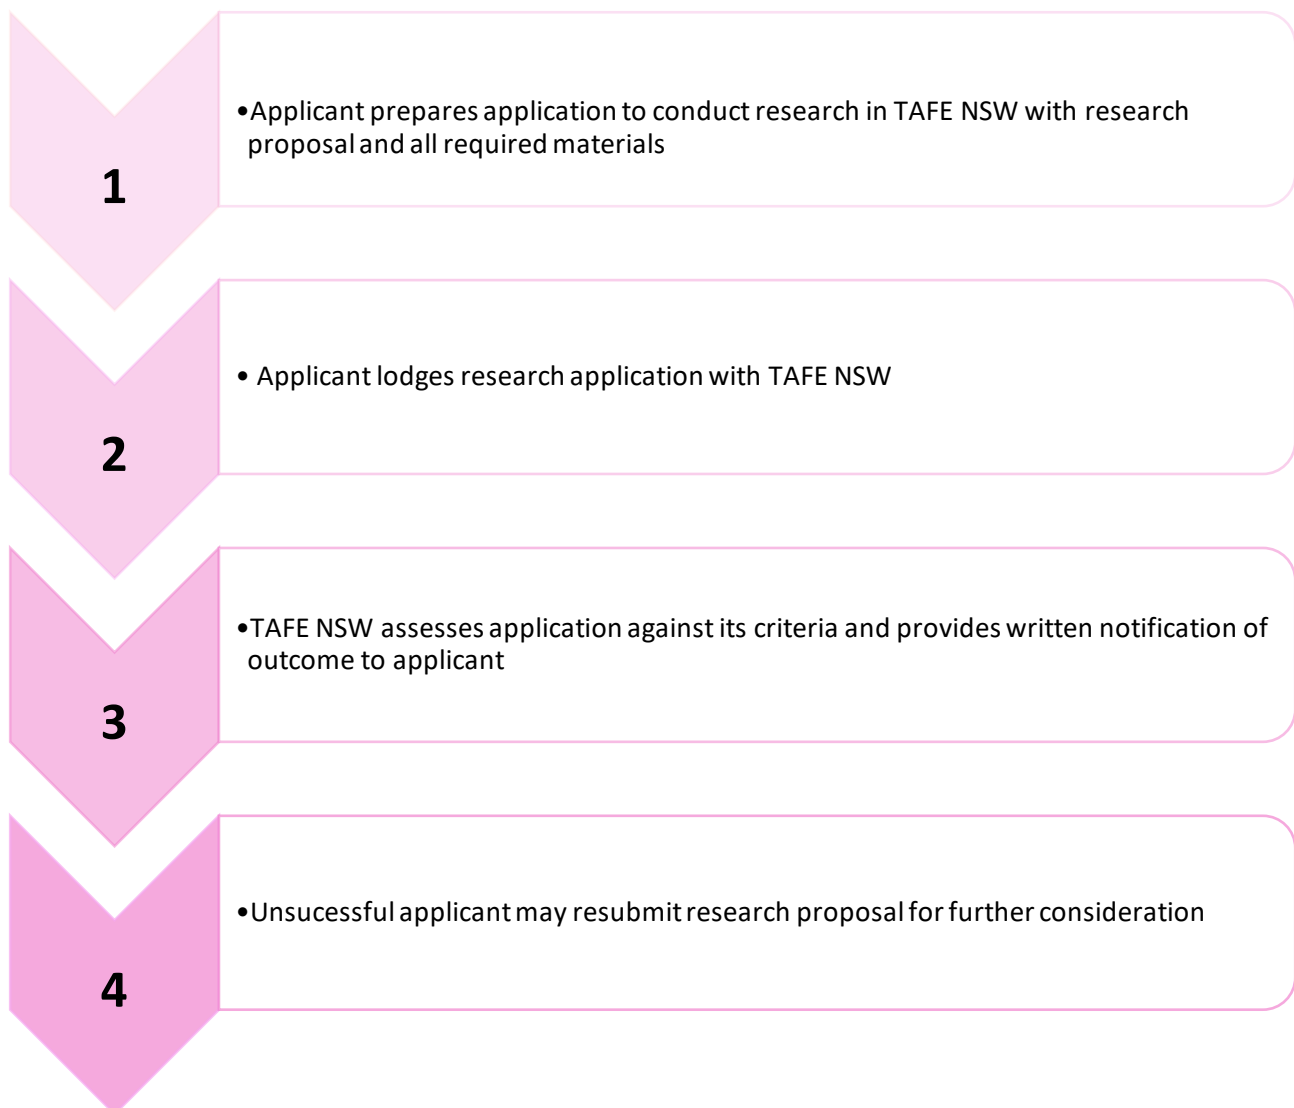 1
•Applicant prepares application to conduct research in TAFE NSW with research
proposal and all required materials
2
• Applicant lodges research application with TAFE NSW
3
•TAFE NSW assesses application against its criteria and provides written notification of
outcome to applicant
4
•Unsucessful applicant may resubmit research proposal for further consideration